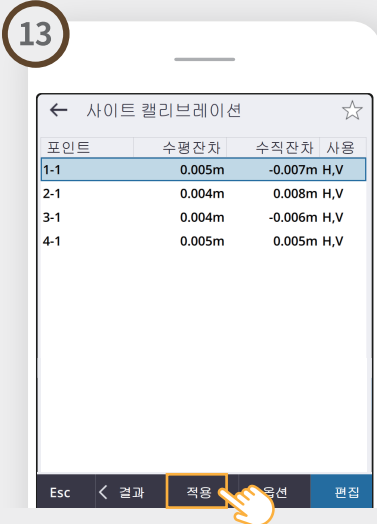 13
사이트 캘리브레이션
포인트 수평잔차 수직잔차 사용
1-1 0.005m -0.007m H,V
2-1 0.004m 0.008m H,V
3-1 0.004m -0.006m H,V
4-1 0.005m 0.005m H,V
Esc 결과 적용 옵션 편집